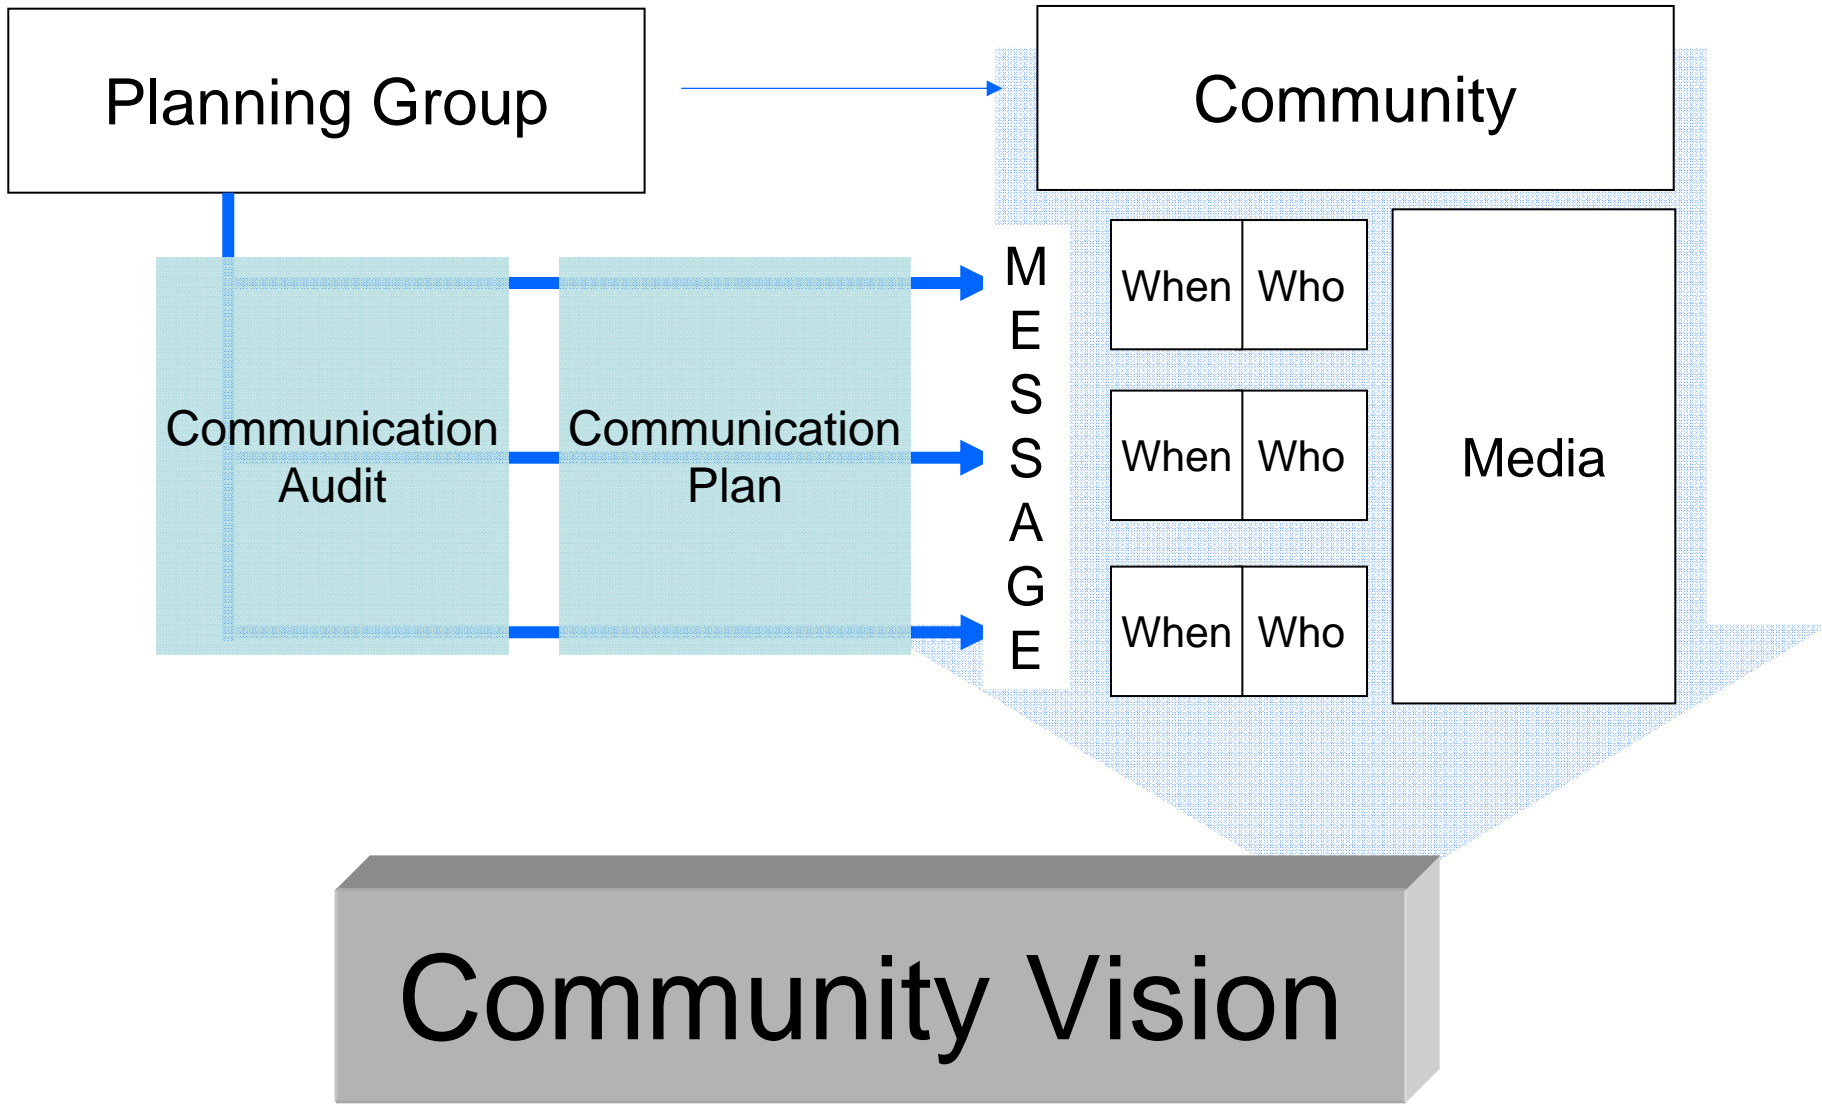 Planning Group
Community
Communication
Audit
Communication
Plan
M
E
S
S
A
G
E
When Who
When Who
When Who
Media
Community Vision